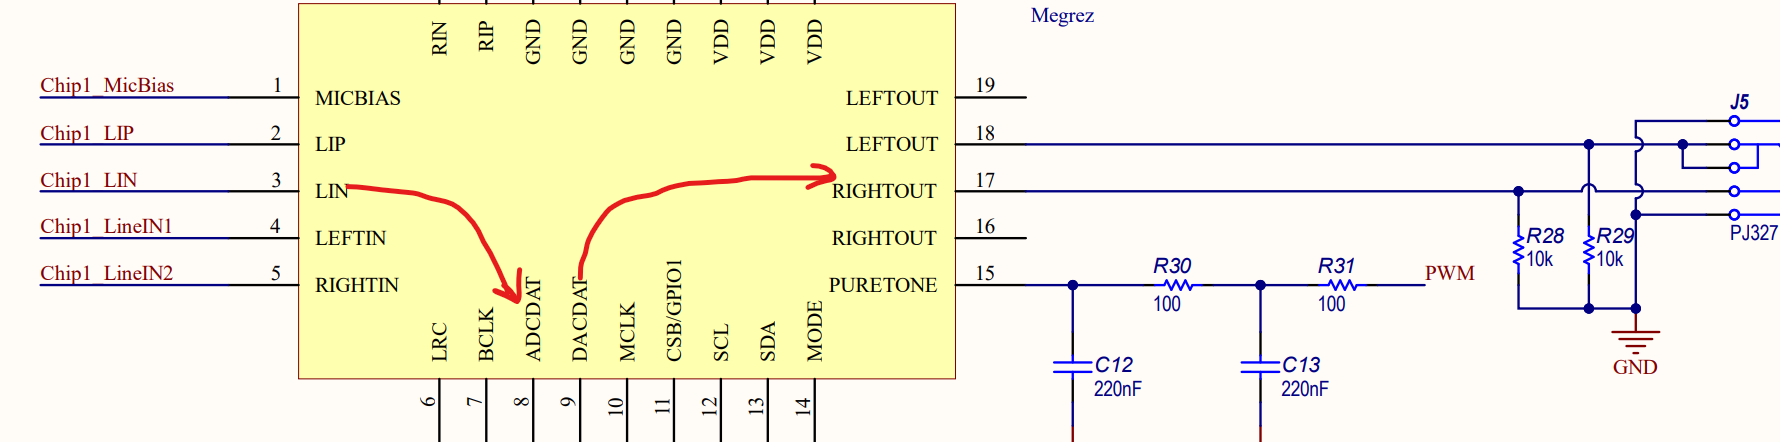 Megrez
RIN
RIP
GND
GND
GND
GND
VDD
VDD
VDD
Chip1_MicBias
1
MICBIAS
LEFTOUT
19
Chip1_LIP
2
LIP
LEFTOUT
18
Chip1_LIN
3
LIN
RIGHTOUT
17
Chip1_LineIN1
4
LEFTIN
RIGHTOUT
16
Chip1_LineIN2
5
RIGHTIN
PURETONE
15
LRC
BCLK
ADCDAT
DACDAT
MCLK
CSB/GPIO1
SCL
SDA
MODE
6
7
8
9
10
11
12
13
14
R30
100
R31
100
PWM
C12
220nF
C13
220nF
J5
PJ327
R28
10k
R29
10k
GND